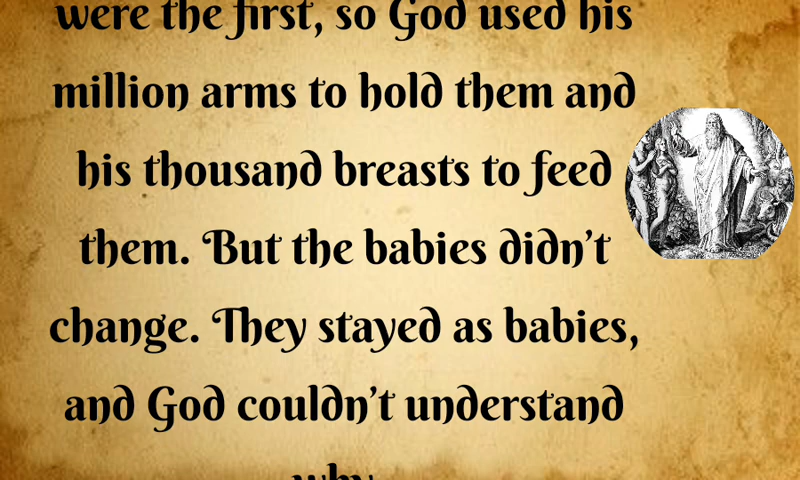 were the first, so God used his
million arms to hold them and
his thousand breasts to feed
them. But the babies didn't
change. They stayed as babies,
and God couldn't understand
why